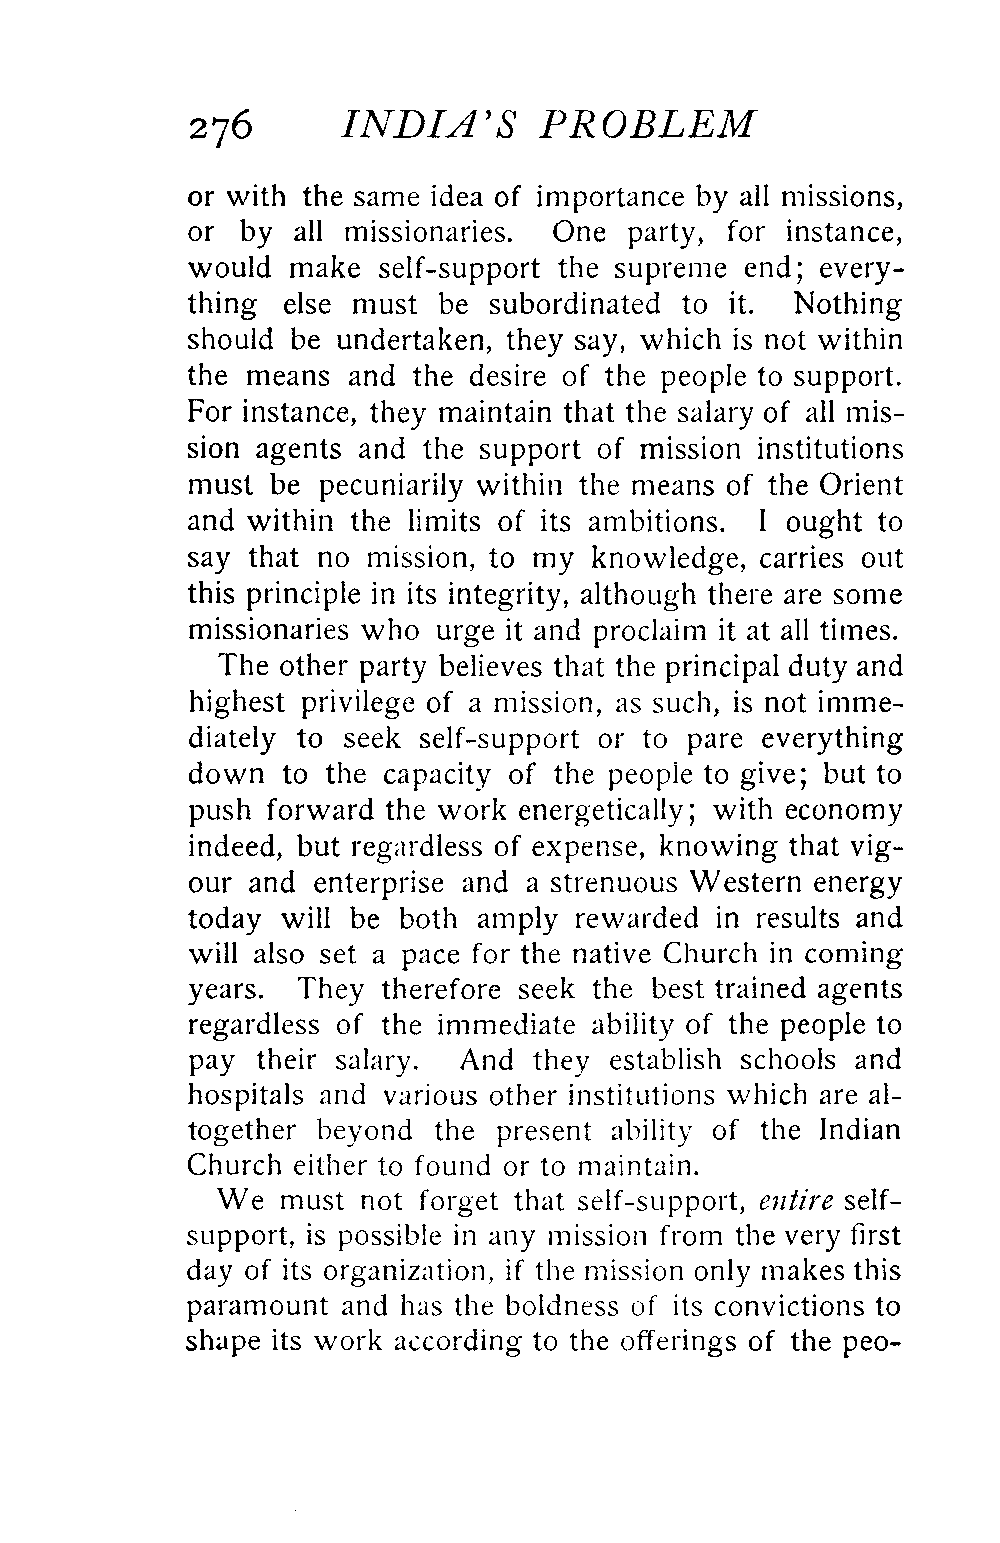 276 INDIA'S PROBLEM
or with the same idea of importance by all missions,
or by all missionaries. One party, for instance,
would make self-support the supreme end; every-
thing else must be subordinated to it. Nothing
should be undertaken, they say, which is not within
the means and the desire of the people to support.
For instance, they maintain that the salary of all mis-
sion agents and the support of mission institutions
must be pecuniarily within the means of the Orient
and within the limits of its ambitions. I ought to
say that no mission, to my knowledge, carries out
this principle in its integrity, although there are some
missionaries who urge it and proclaim it at all times.
The other party believes that the principal duty and
highest privilege of a mission, as such, is not imme-
diately to seek self-support or to pare everything
down to the capacity of the people to give; but to
push forward the work energetically; with economy
indeed, but regardless of expense, knowing that vig-
our and enterprise and a strenuous Western energy
today will be both amply rewarded in results and
will also set a pace for the native Church in coming
years. They therefore seek the best trained agents
regardless of the immediate ability of the people to
pay their salary. And they establish schools and
hospitals and various other institutions which are al-
together beyond the present ability of the Indian
Church either to found or to maintain.
We must not forget that self-support, entire self-
support, is possible in any mission from the very first
day of its organization, if the mission only makes this
paramount and has the boldness of its convictions to
shape its work according to the offerings of the peo-